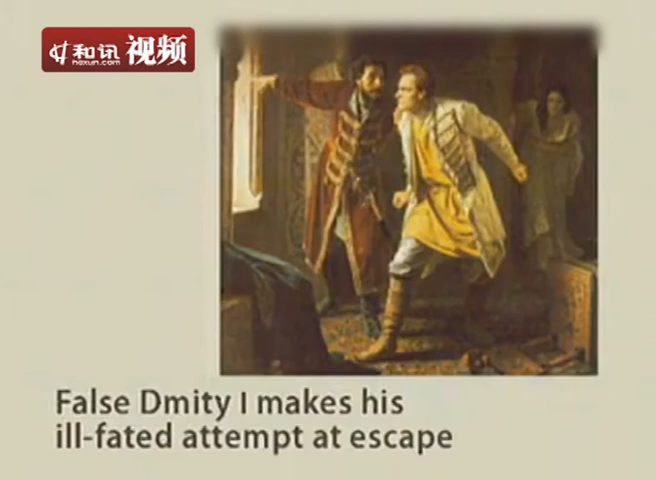 和讯 视频
hexun.com
False Dmity I makes his
ill-fated attempt at escape